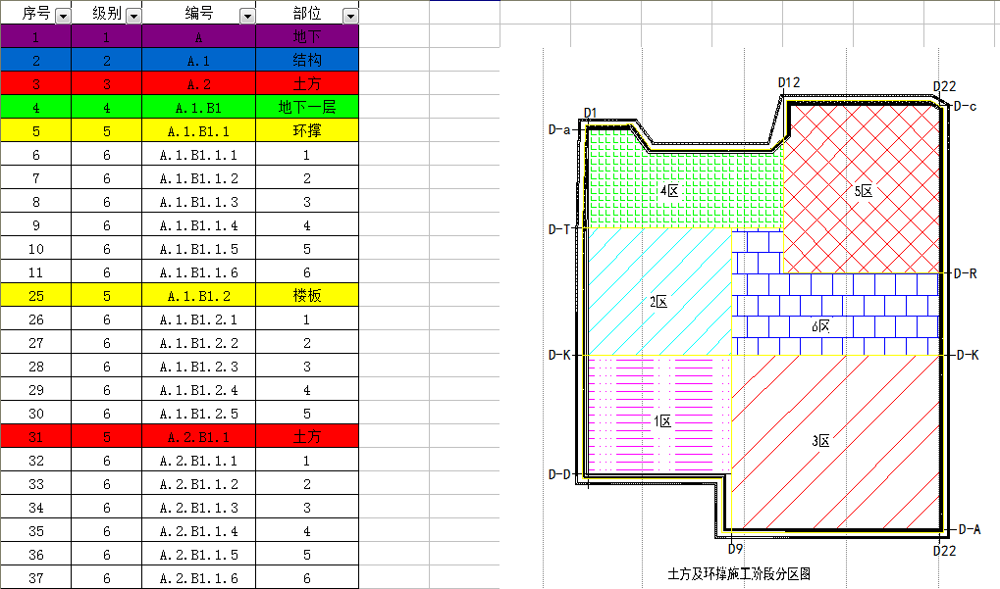 序号 级别 编号 部位
1 1 A 地下
2 2 A.1 结构
3 3 A.2 土方
4 4 A.1.B1 地下一层
5 5 A.1.B1.1 环撑
6 6 A.1.B1.1.1 1
7 6 A.1.B1.1.2 2
8 6 A.1.B1.1.3 3
9 6 A.1.B1.1.4 4
10 6 A.1.B1.1.5 5
11 6 A.1.B1.1.6 6
25 5 A.1.B1.2 楼板
26 6 A.1.B1.2.1 1
27 6 A.1.B1.2.2 2
28 6 A.1.B1.2.3 3
29 6 A.1.B1.2.4 4
30 6 A.1.B1.2.5 5
31 5 A.2.B1.1 土方
32 6 A.2.B1.1.1 1
33 6 A.2.B1.1.2 2
34 6 A.2.B1.1.3 3
35 6 A.2.B1.1.4 4
36 6 A.2.B1.1.5 5
37 6 A.2.B1.1.6 6
D12 D22
D1 D-c
D-a
4区 5区
D-T
D-R
2区
6区
D-K D-K
1区
3区
D-D
D-A
D9 D22
土方及环撑施工阶段分区图